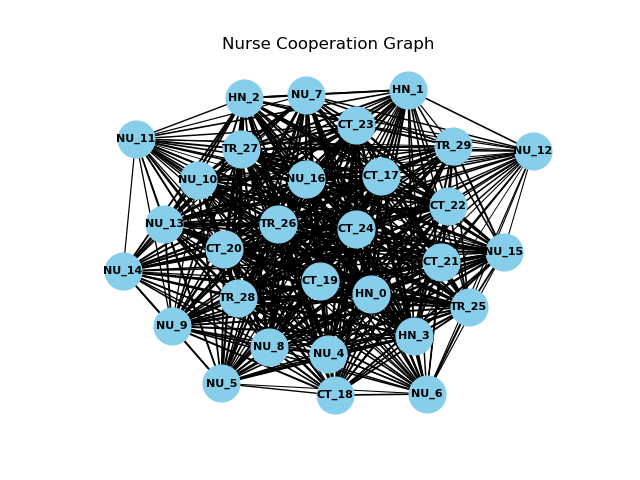 Nurse Cooperation Graph
HN_1
NU_7
HN_2
CT_23
NU_11
TR_29
TR_27
NU_12
CT_17
NU_16
NU_10
CT_22
NU_13
TR_26
CT_24
CT_20
NU_15
CT_21
NU_14
CT_19
HN_0
TR_28
TR_25
NU_9
HN_3
NU_8
NU_4
NU_5
NU_6
CT_18